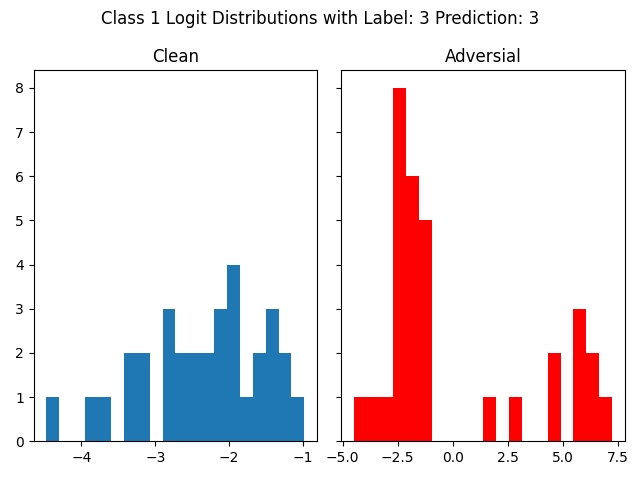 Class 1 Logit Distributions with Label: 3 Prediction: 3
Clean
Adversial
8
7
6
5
4
3
2
1
0
−4 −3 −2 −1
−5.0 −2.5 0.0 2.5 5.0 7.5